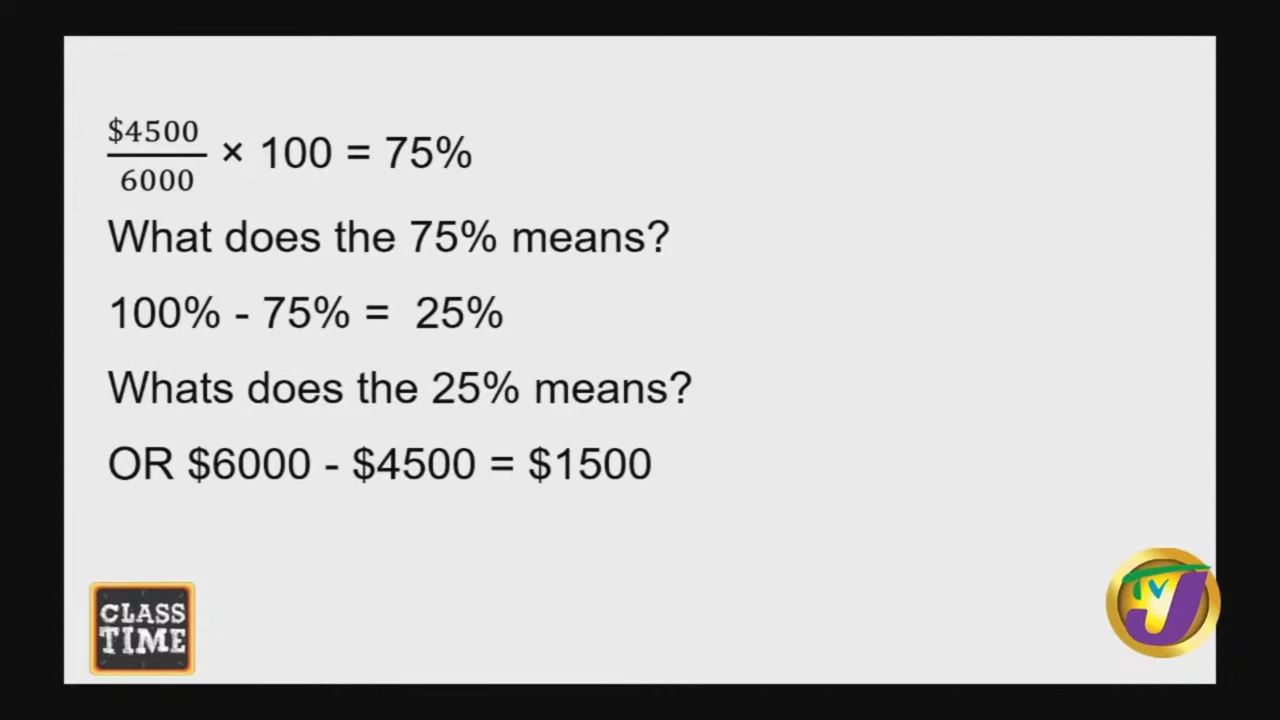 $4500
6000
× 100 = 75%
What does the 75% means?
100% - 75% = 25%
Whats does the 25% means?
OR $6000 - $4500 = $1500
CLASS
TIME
TVJ